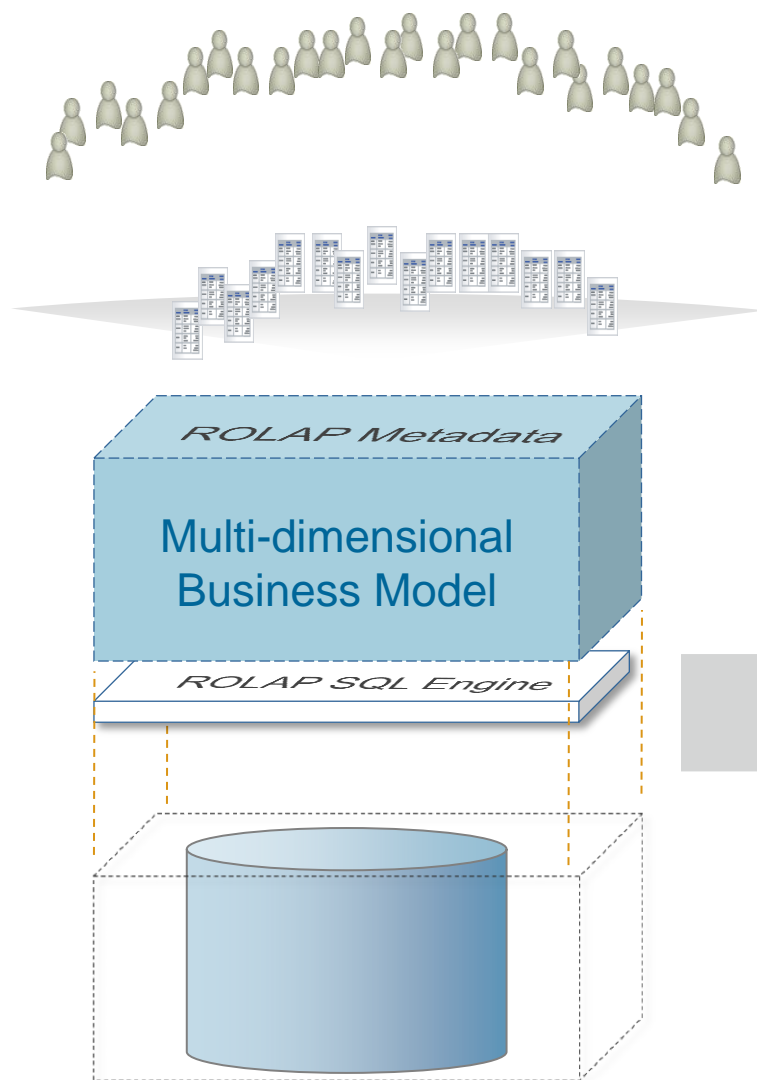 ROLAP Metadata
Multi-dimensional
Business Model
ROLAP SQL Engine